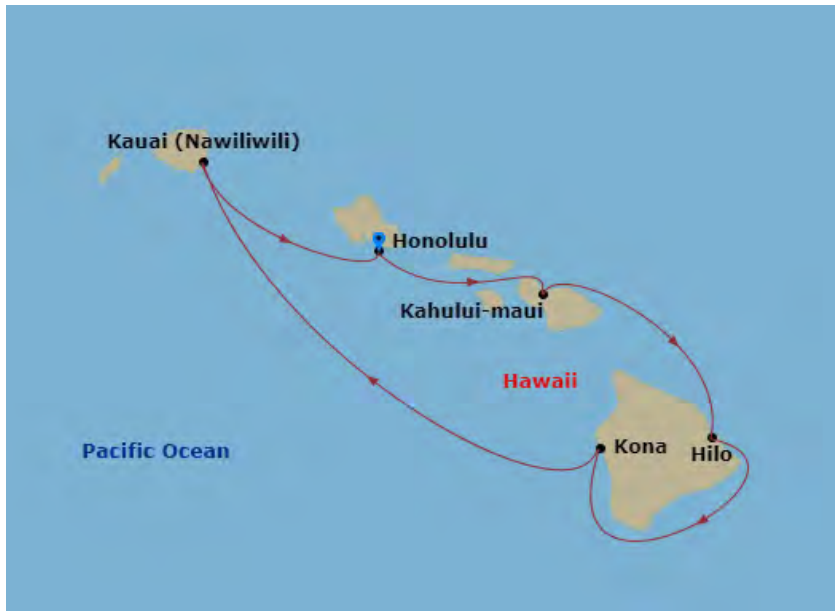 Kauai (Nawiliwili)
Honolulu
Kahului-maui
Hawaii
Pacific Ocean
Kona
Hilo